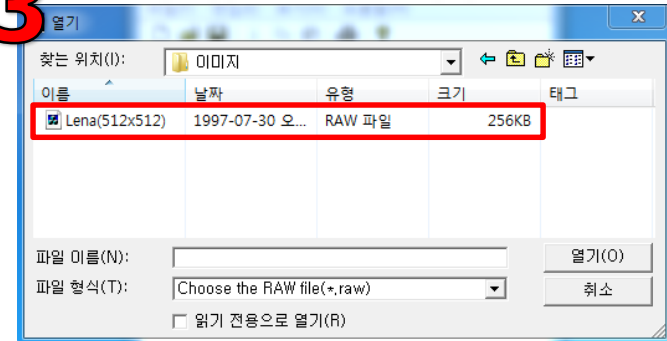 3
열기
찾는 위치(I):
이미지
이름 날짜 유형 크기 태그
Lena(512x512) 1997-07-30 오... RAW 파일 256KB
파일 이름(N):
열기(O)
파일 형식(T): Choose the RAW file(*.raw)
취소
읽기 전용으로 열기(R)